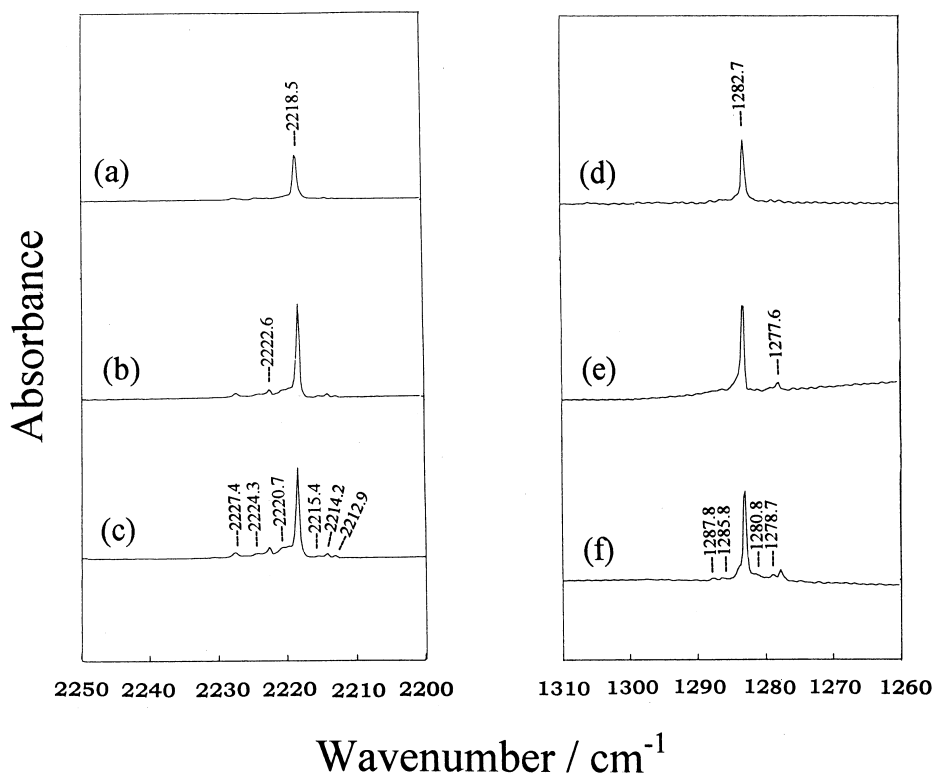 Absorbance
(a)
---2218.5
(b)
---2222.6
(c)
---2227.4
---2224.3
---2220.7
---2215.4
---2214.2
---2212.9
2250 2240 2230 2220 2210 2200
(d)
---1282.7
(e)
---1277.6
(f)
---1287.8
---1285.8
---1280.8
---1278.7
1310 1300 1290 1280 1270 1260
Wavenumber / cm-1